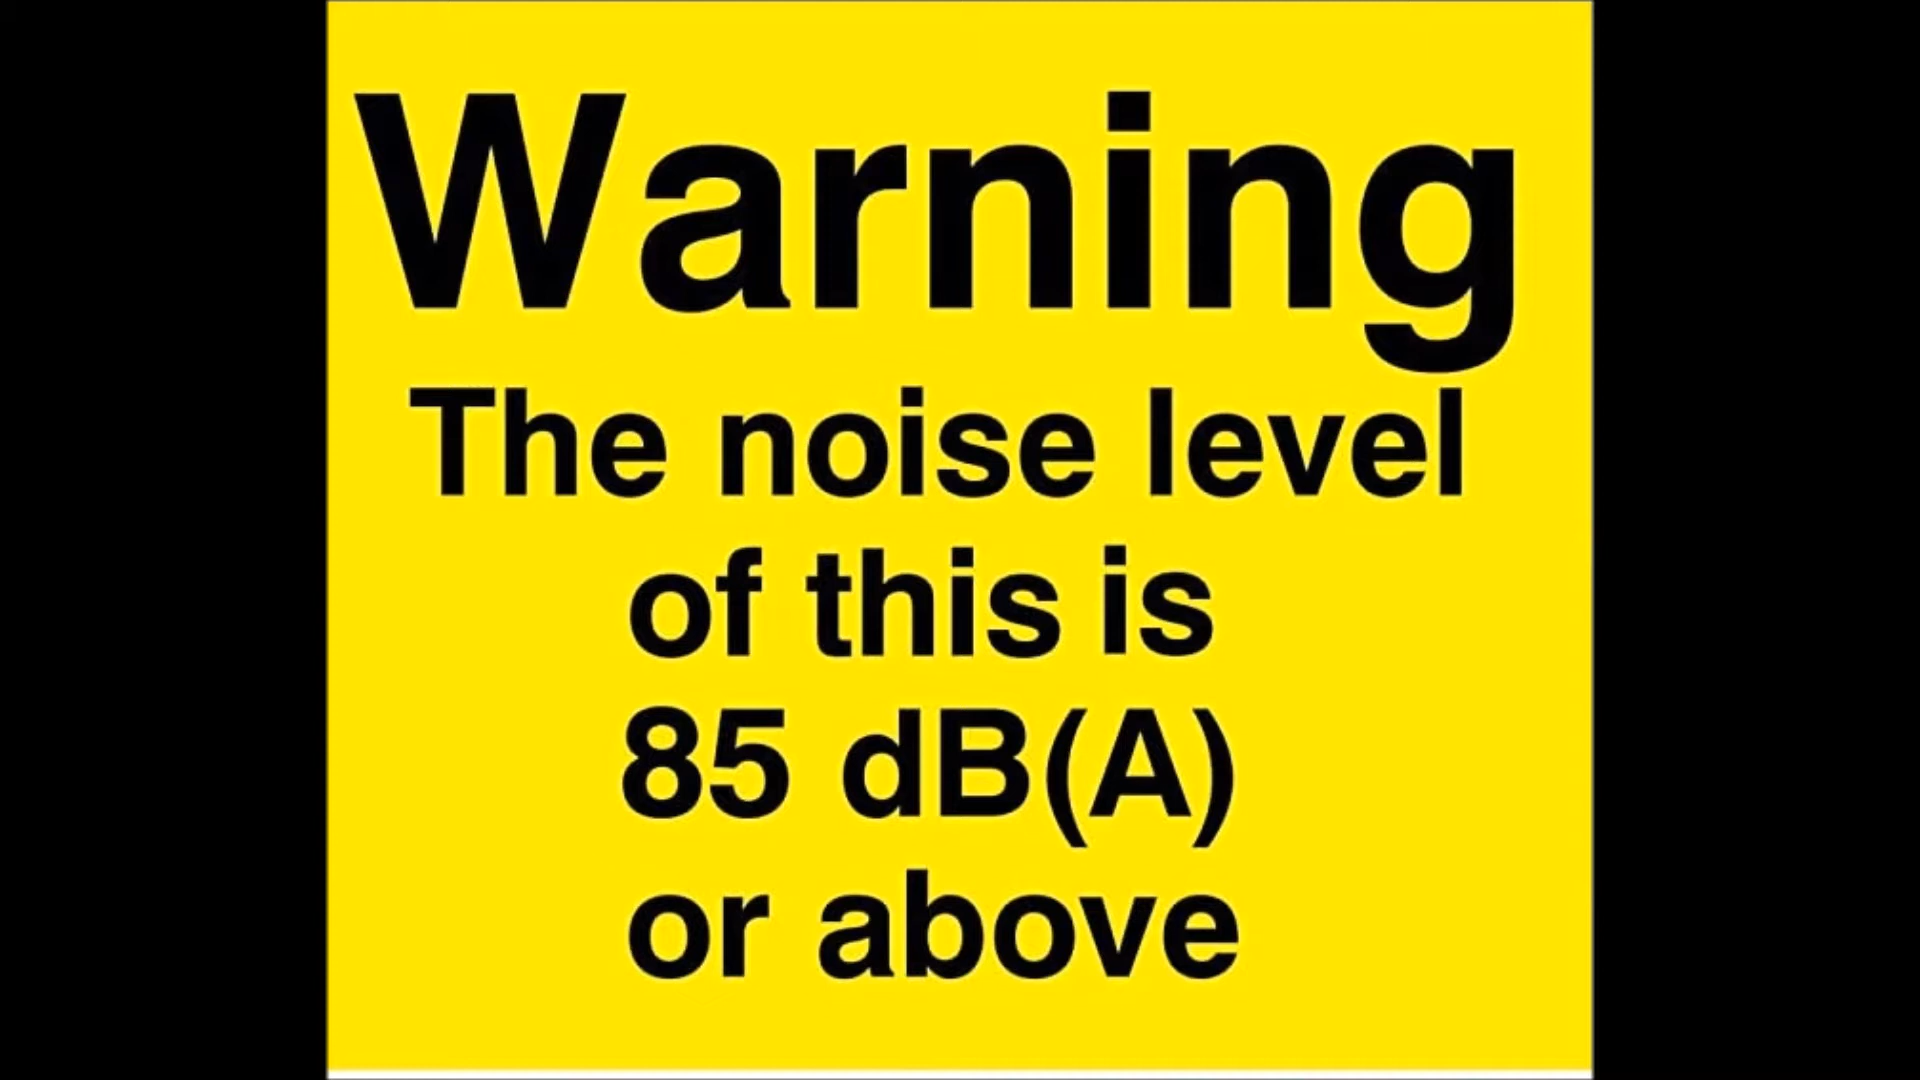 Warning
The noise level
of this is
85 dB(A)
or above